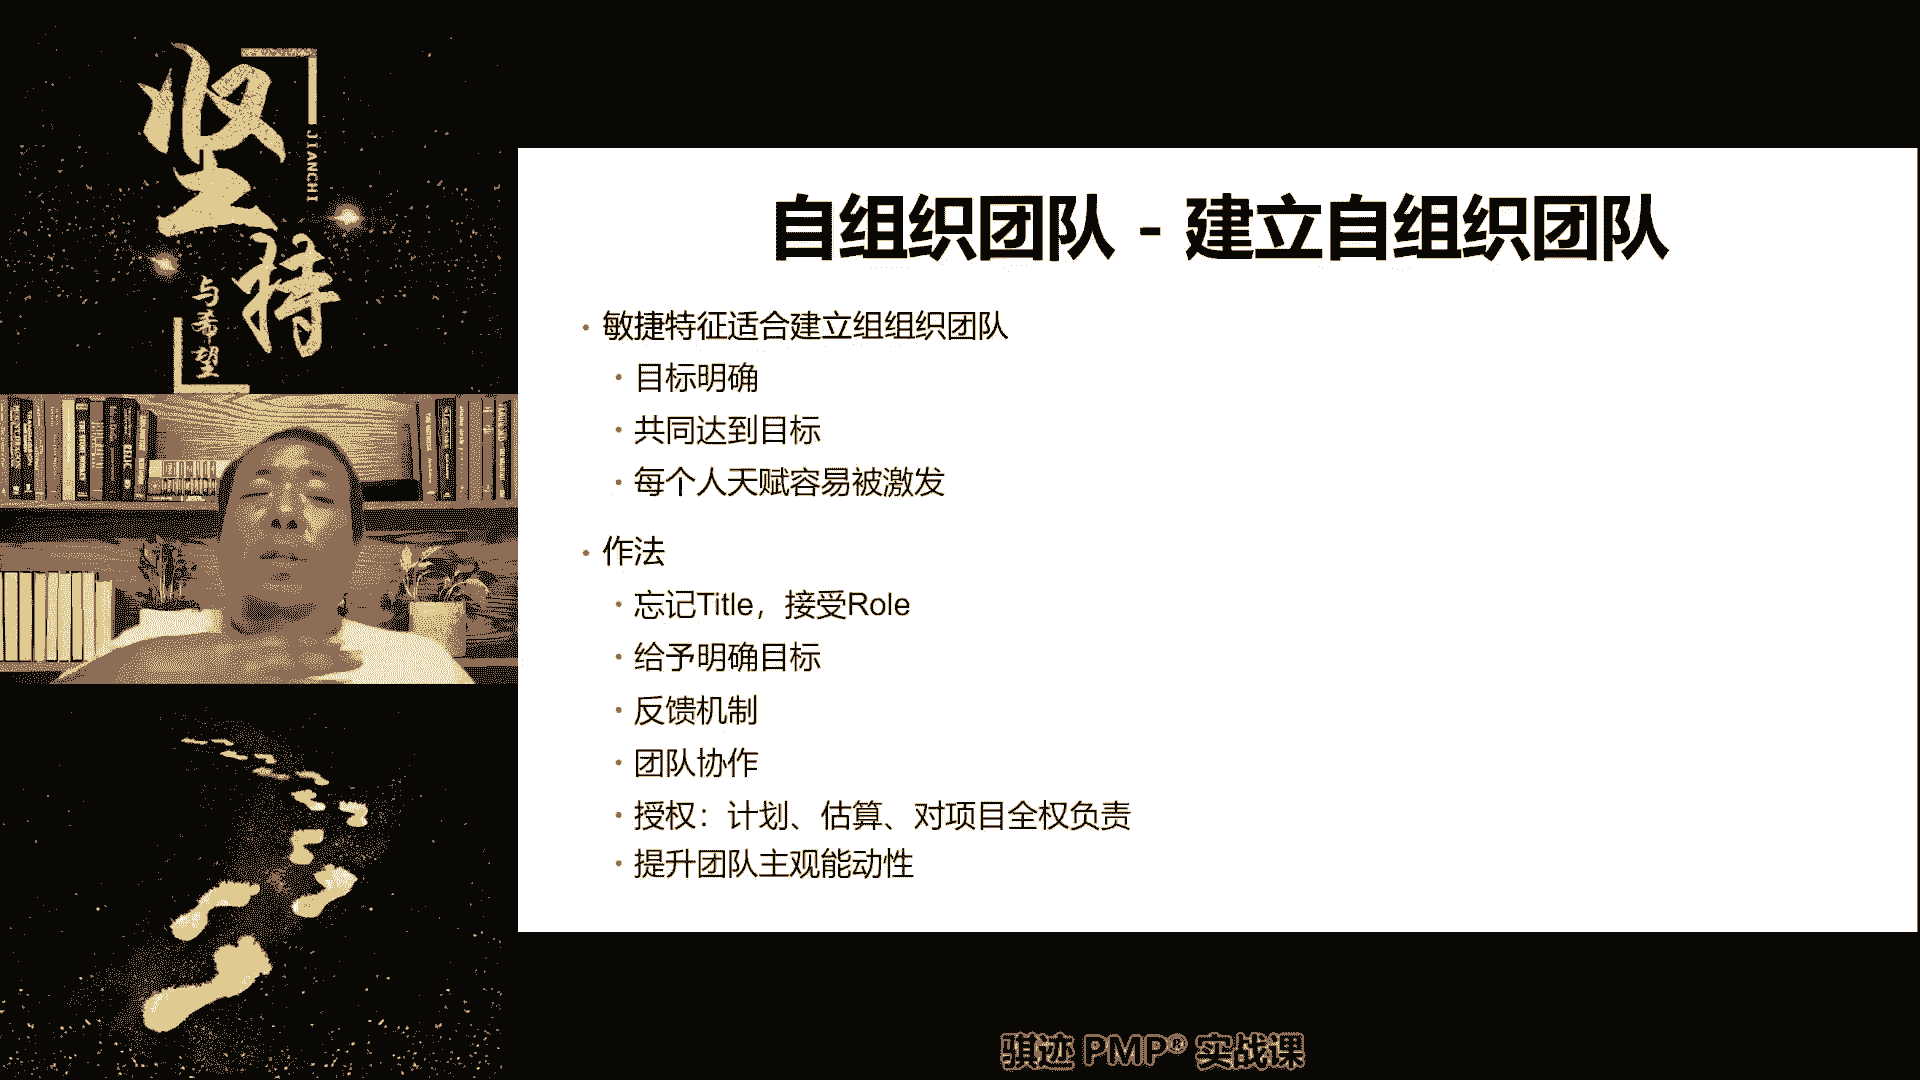 坚持
JIANCHI
与希望
自组织团队 - 建立自组织团队
• 敏捷特征适合建立组组织团队
• 目标明确
• 共同达到目标
• 每个人天赋容易被激发
• 作法
• 忘记Title，接受Role
• 给予明确目标
• 反馈机制
• 团队协作
• 授权：计划、估算、对项目全权负责
• 提升团队主观能动性
骐迹 PMP® 实战课